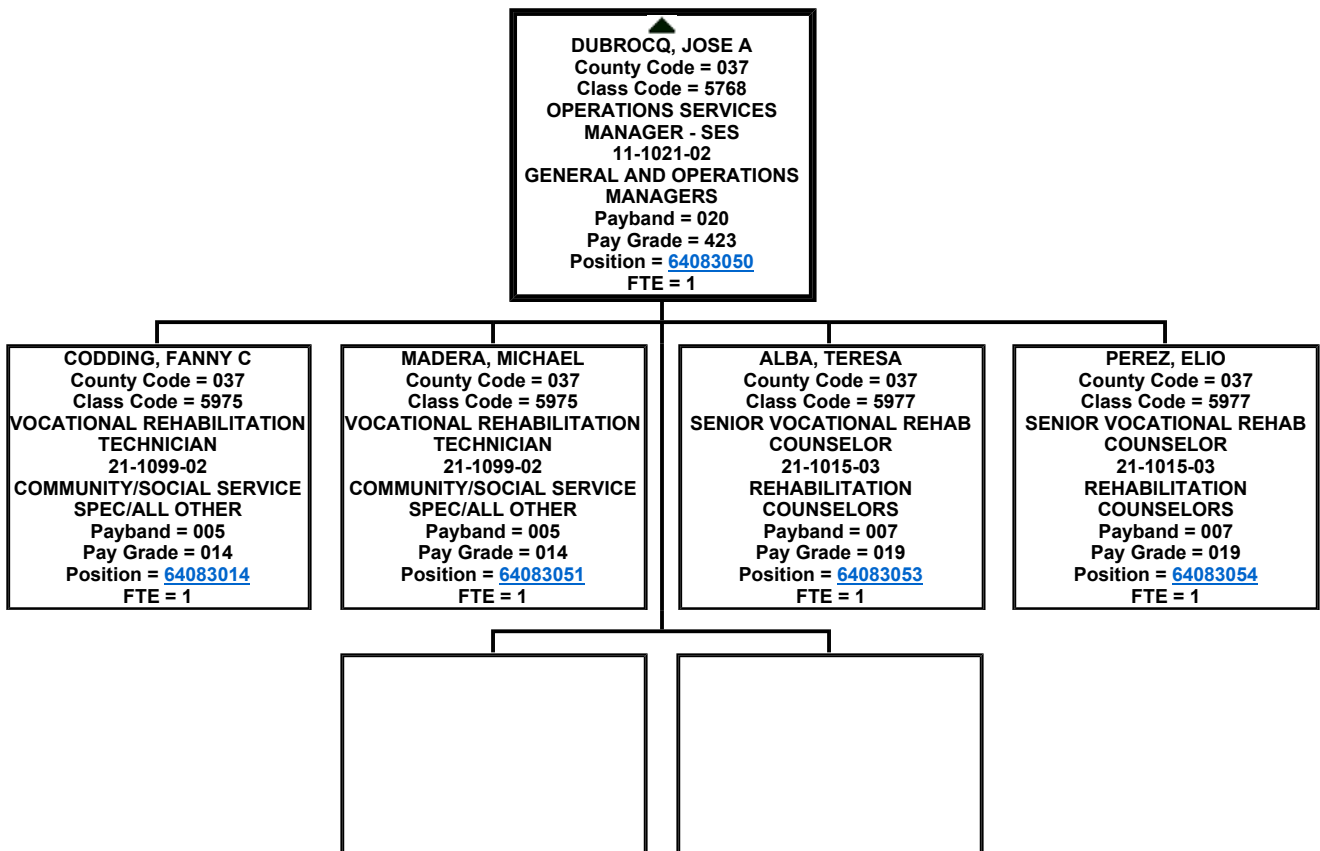 DUBROCQ, JOSE A
County Code = 037
Class Code = 5768
OPERATIONS SERVICES
MANAGER - SES
11-1021-02
GENERAL AND OPERATIONS
MANAGERS
Payband = 020
Pay Grade = 423
Position = 64083050
FTE = 1
CODDING, FANNY C
County Code = 037
Class Code = 5975
VOCATIONAL REHABILITATION
TECHNICIAN
21-1099-02
COMMUNITY/SOCIAL SERVICE
SPEC/ALL OTHER
Payband = 005
Pay Grade = 014
Position = 64083014
FTE = 1
MADERA, MICHAEL
County Code = 037
Class Code = 5975
VOCATIONAL REHABILITATION
TECHNICIAN
21-1099-02
COMMUNITY/SOCIAL SERVICE
SPEC/ALL OTHER
Payband = 005
Pay Grade = 014
Position = 64083051
FTE = 1
ALBA, TERESA
County Code = 037
Class Code = 5977
SENIOR VOCATIONAL REHAB
COUNSELOR
21-1015-03
REHABILITATION
COUNSELORS
Payband = 007
Pay Grade = 019
Position = 64083053
FTE = 1
PEREZ, ELIO
County Code = 037
Class Code = 5977
SENIOR VOCATIONAL REHAB
COUNSELOR
21-1015-03
REHABILITATION
COUNSELORS
Payband = 007
Pay Grade = 019
Position = 64083054
FTE = 1